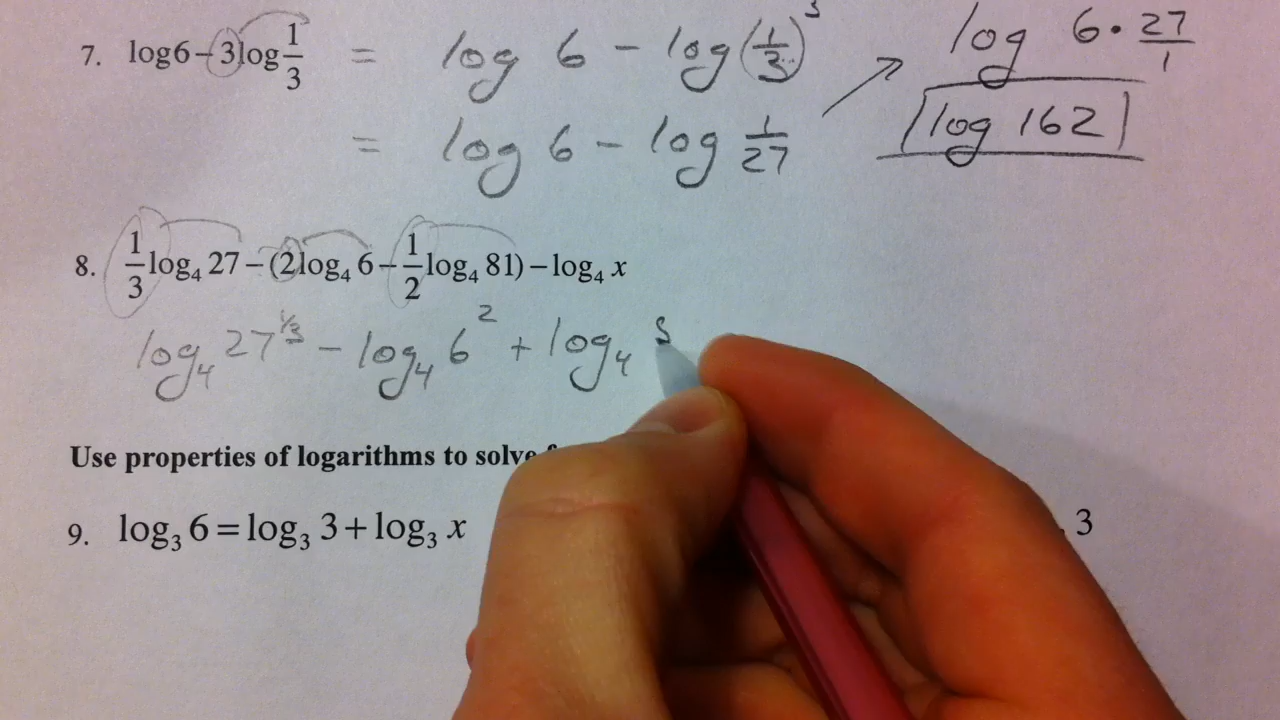 7. log6 − 3log 1/3 = log 6 − log(1/3)³
log 6 · 27/1
= log 6 − log 1/27
log 162
8. 1/3 log₄ 27 − (2log₄ 6 − 1/2 log₄ 81) − log₄ x
log₄ 27^1/3 − log₄ 6² + log₄
Use properties of logarithms to solve
9. log₃ 6 = log₃ 3 + log₃ x
3